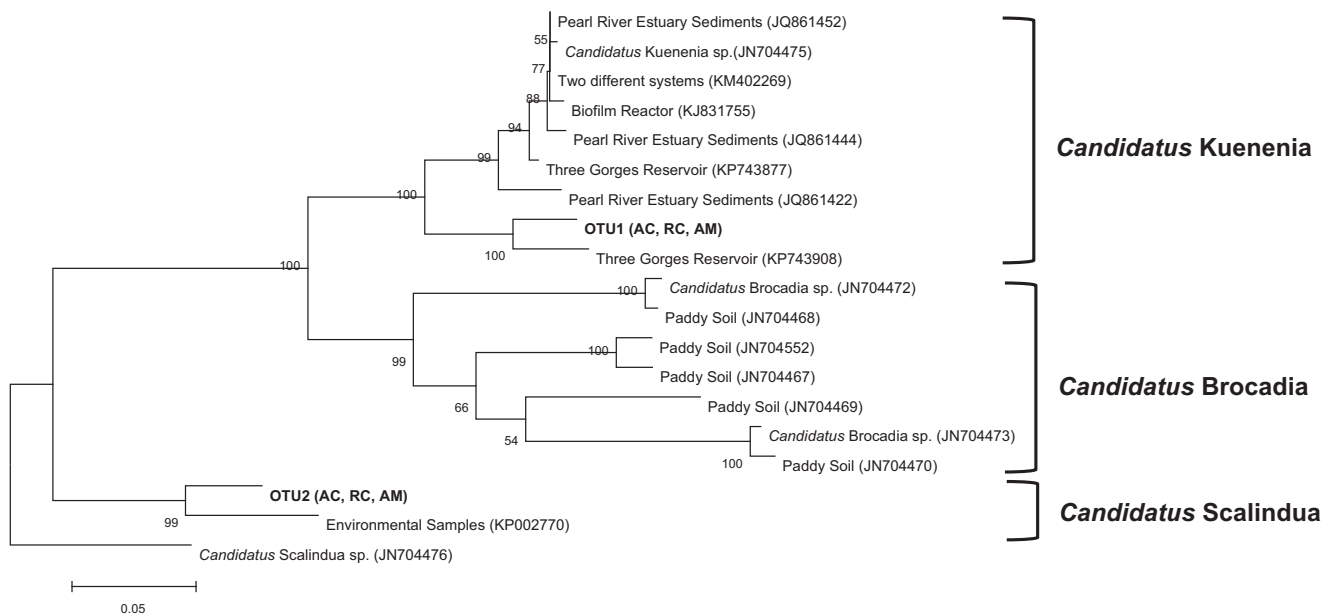 Pearl River Estuary Sediments (JQ861452)
55
Candidatus Kuenenia sp.(JN704475)
77
Two different systems (KM402269)
88
Biofilm Reactor (KJ831755)
94
Pearl River Estuary Sediments (JQ861444)
Candidatus Kuenenia
99
Three Gorges Reservoir (KP743877)
100
Pearl River Estuary Sediments (JQ861422)
OTU1 (AC, RC, AM)
100
Three Gorges Reservoir (KP743908)
100
Candidatus Brocadia sp. (JN704472)
100
Paddy Soil (JN704468)
Paddy Soil (JN704552)
100
99
Paddy Soil (JN704467)
Candidatus Brocadia
66
Paddy Soil (JN704469)
54
Candidatus Brocadia sp. (JN704473)
100
Paddy Soil (JN704470)
OTU2 (AC, RC, AM)
Candidatus Scalindua
99
Environmental Samples (KP002770)
Candidatus Scalindua sp. (JN704476)
0.05